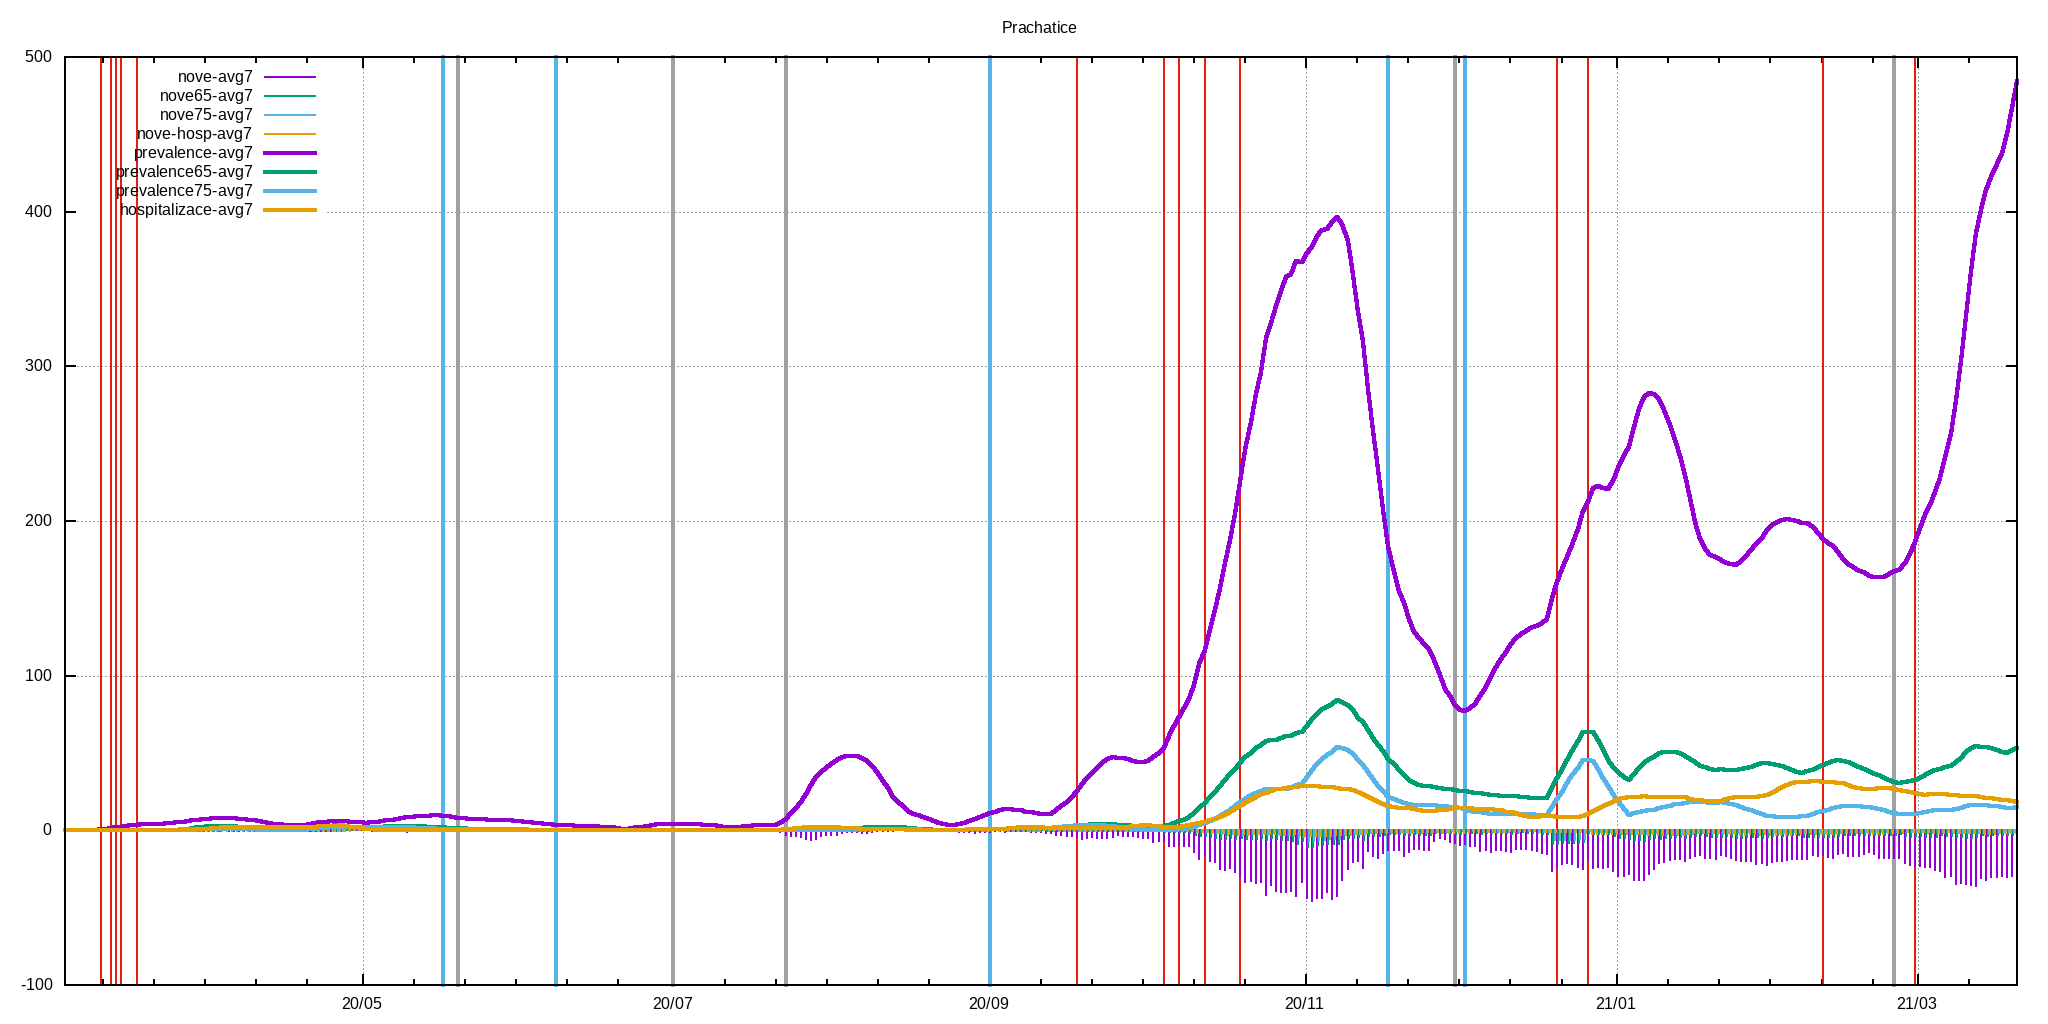 Prachatice
500
nove-avg7
nove65-avg7
nove75-avg7
nove-hosp-avg7
prevalence-avg7
prevalence65-avg7
prevalence75-avg7
hospitalizace-avg7
400
300
200
100
0
-100
20/05 20/07 20/09 20/11 21/01 21/03